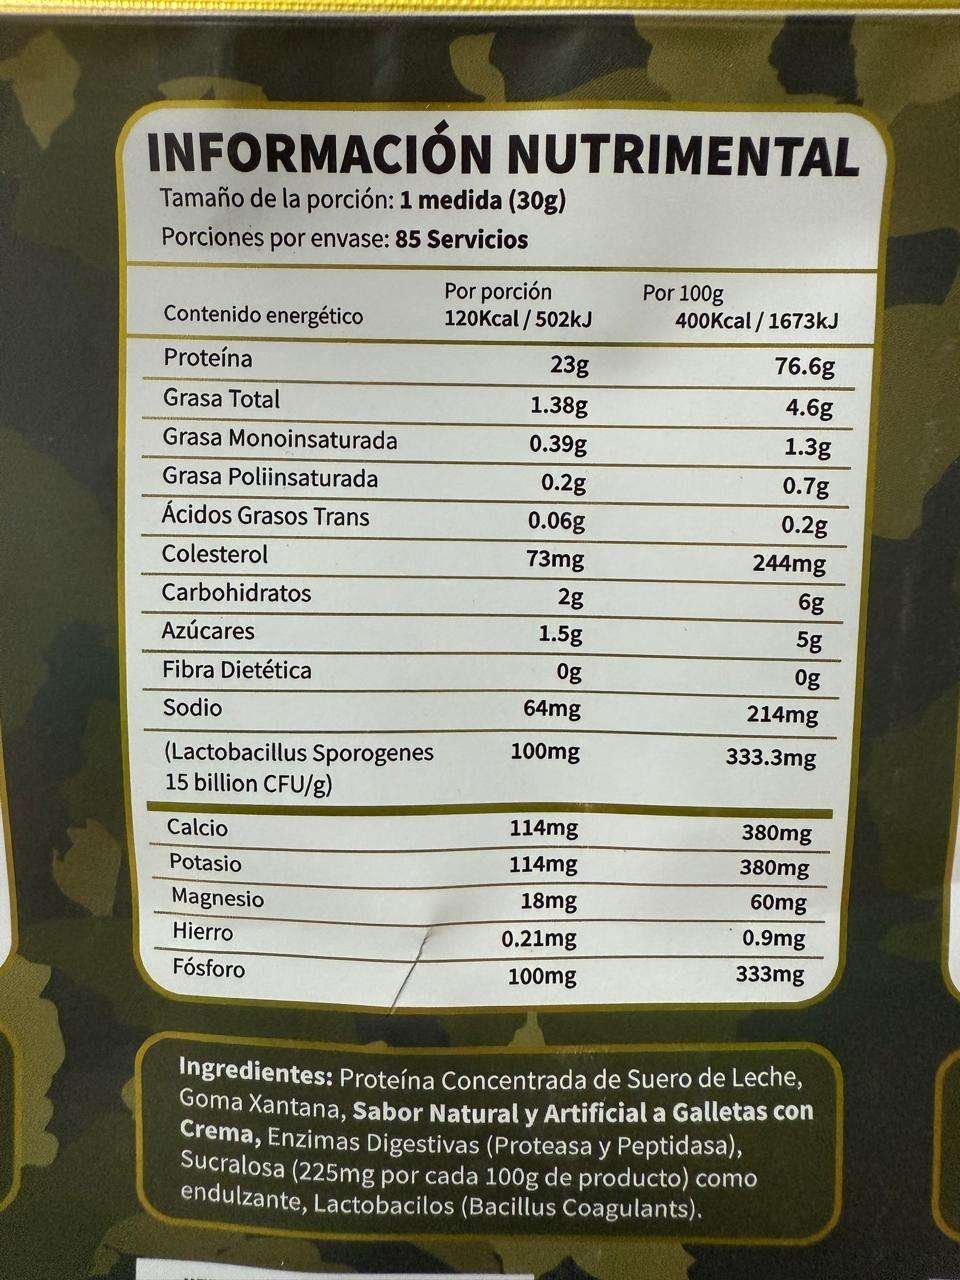 INFORMACIÓN NUTRIMENTAL
Tamaño de la porción: 1 medida (30g)
Porciones por envase: 85 Servicios
Por porción Por 100g
Contenido energético 120Kcal / 502kJ 400Kcal / 1673kJ
Proteína 23g 76.6g
Grasa Total 1.38g 4.6g
Grasa Monoinsaturada 0.39g 1.3g
Grasa Poliinsaturada 0.2g 0.7g
Ácidos Grasos Trans 0.06g 0.2g
Colesterol 73mg 244mg
Carbohidratos 2g 6g
Azúcares 1.5g 5g
Fibra Dietética 0g 0g
Sodio 64mg 214mg
(Lactobacillus Sporogenes 100mg 333.3mg
15 billion CFU/g)
Calcio 114mg 380mg
Potasio 114mg 380mg
Magnesio 18mg 60mg
Hierro 0.21mg 0.9mg
Fósforo 100mg 333mg
Ingredientes: Proteína Concentrada de Suero de Leche,
Goma Xantana, Sabor Natural y Artificial a Galletas con
Crema, Enzimas Digestivas (Proteasa y Peptidasa),
Sucralosa (225mg por cada 100g de producto) como
endulzante, Lactobacilos (Bacillus Coagulants).